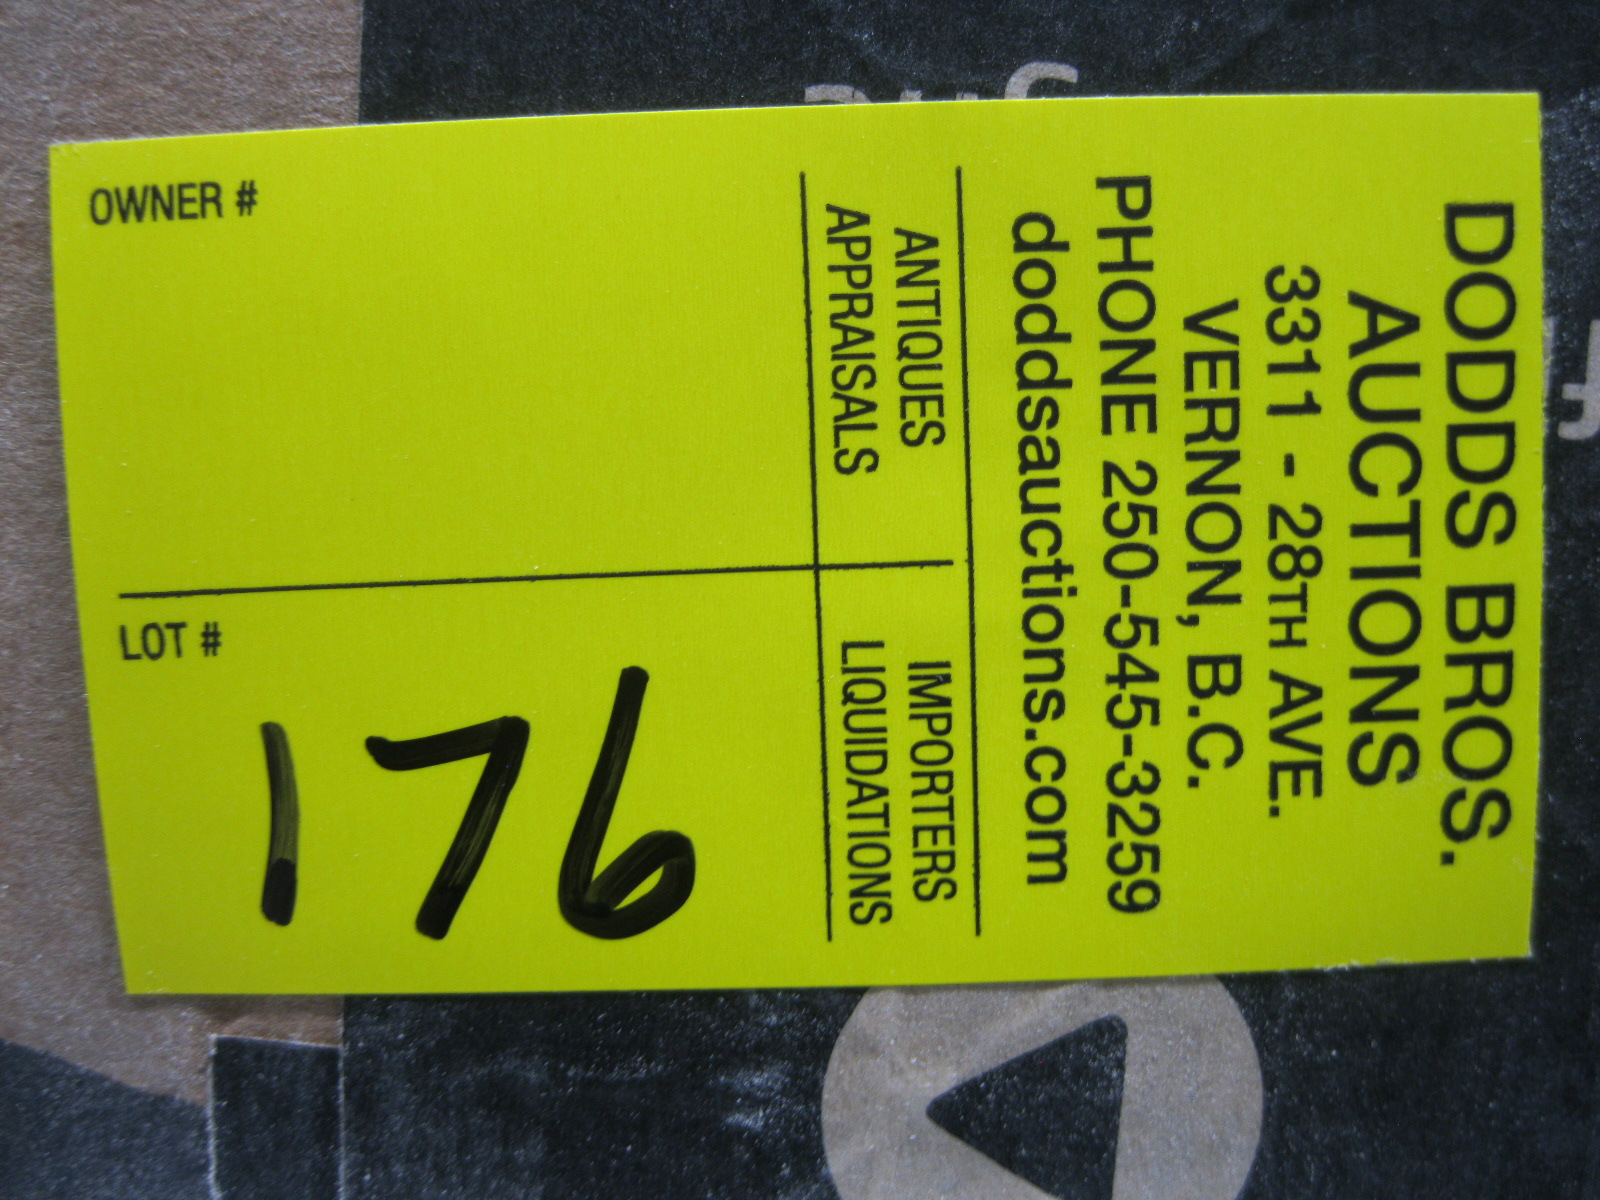 DODDS BROS.
AUCTIONS
3311 - 28TH AVE.
VERNON, B.C.
PHONE 250-545-3259
doddsauctions.com
ANTIQUES
APPRAISALS
IMPORTERS
LIQUIDATIONS
OWNER #
LOT #
176